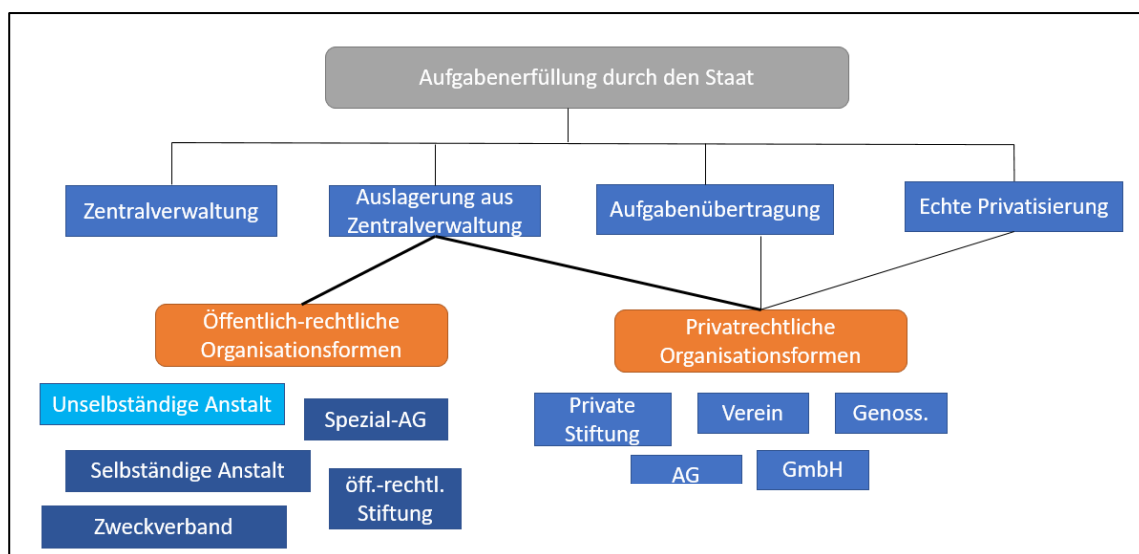 Aufgabenerfüllung durch den Staat
Zentralverwaltung
Auslagerung aus
Zentralverwaltung
Aufgabenübertragung
Echte Privatisierung
Öffentlich-rechtliche
Organisationsformen
Privatrechtliche
Organisationsformen
Unselbständige Anstalt
Spezial-AG
Selbständige Anstalt
öff.-rechtl.
Stiftung
Zweckverband
Private
Stiftung
Verein
Genoss.
AG
GmbH